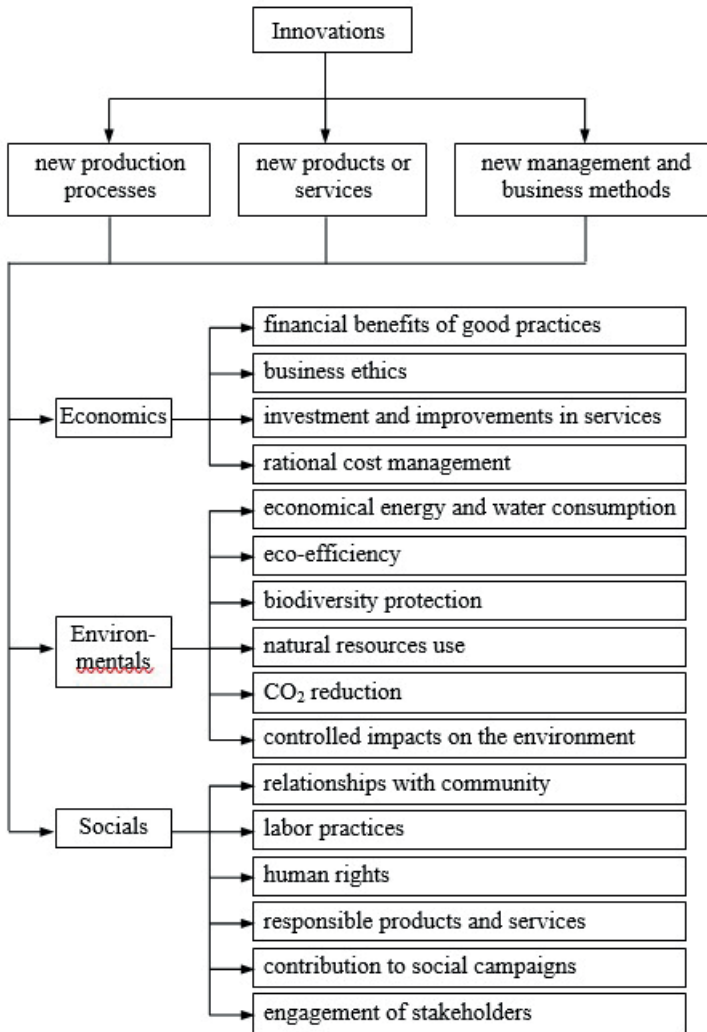 Innovations
new production
processes
new products or
services
new management and
business methods
financial benefits of good practices
business ethics
Economics
investment and improvements in services
rational cost management
economical energy and water consumption
eco-efficiency
biodiversity protection
Environ-
mentals
natural resources use
CO₂ reduction
controlled impacts on the environment
relationships with community
Socials
labor practices
human rights
responsible products and services
contribution to social campaigns
engagement of stakeholders